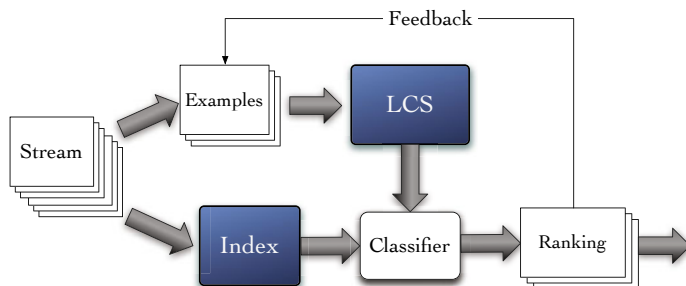 Feedback
Examples
LCS
Stream
Index
Classifier
Ranking